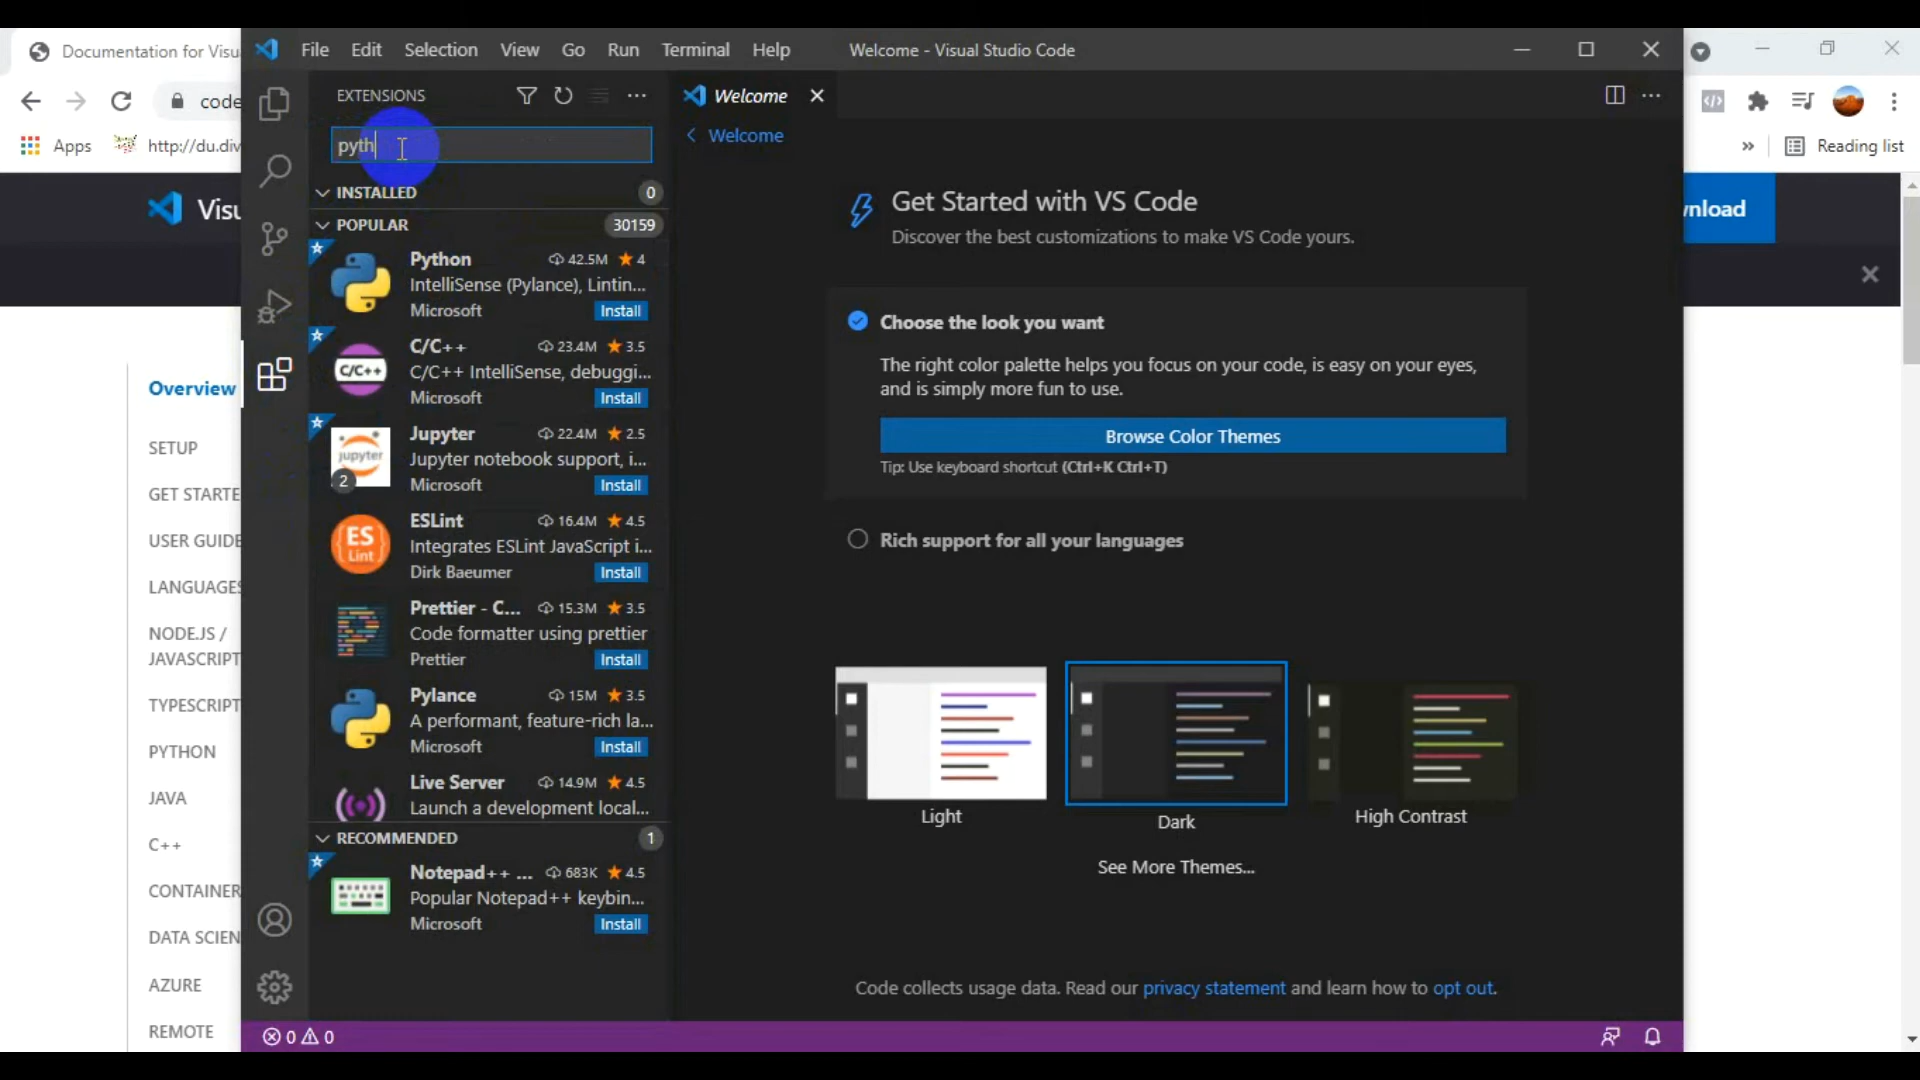 Documentation for Visu
code
Apps
http://du.div
Reading list
Visu
nload
Overview
SETUP
GET STARTE
USER GUIDE
LANGUAGES
NODE.JS /
JAVASCRIPT
TYPESCRIPT
PYTHON
JAVA
C++
CONTAINER
DATA SCIEN
AZURE
REMOTE
File Edit Selection View Go Run Terminal Help
Welcome - Visual Studio Code
EXTENSIONS
pyth
INSTALLED 0
POPULAR 30159
Python 42.5M 4
IntelliSense (Pylance), Lintin...
Microsoft Install
C/C++
C/C++ 23.4M 3.5
C/C++ IntelliSense, debuggi...
Microsoft Install
jupyter
2
Jupyter 22.4M 2.5
Jupyter notebook support, i...
Microsoft Install
ES
Lint
ESLint 16.4M 4.5
Integrates ESLint JavaScript i...
Dirk Baeumer Install
Prettier - C... 15.3M 3.5
Code formatter using prettier
Prettier Install
Pylance 15M 3.5
A performant, feature-rich la...
Microsoft Install
Live Server 14.9M 4.5
Launch a development local...
RECOMMENDED 1
Notepad++ ... 683K 4.5
Popular Notepad++ keybin...
Microsoft Install
0 0
Welcome
Welcome
Get Started with VS Code
Discover the best customizations to make VS Code yours.
Choose the look you want
The right color palette helps you focus on your code, is easy on your eyes,
and is simply more fun to use.
Browse Color Themes
Tip: Use keyboard shortcut (Ctrl+K Ctrl+T)
Rich support for all your languages
Light
Dark
High Contrast
See More Themes...
Code collects usage data. Read our privacy statement and learn how to opt out.